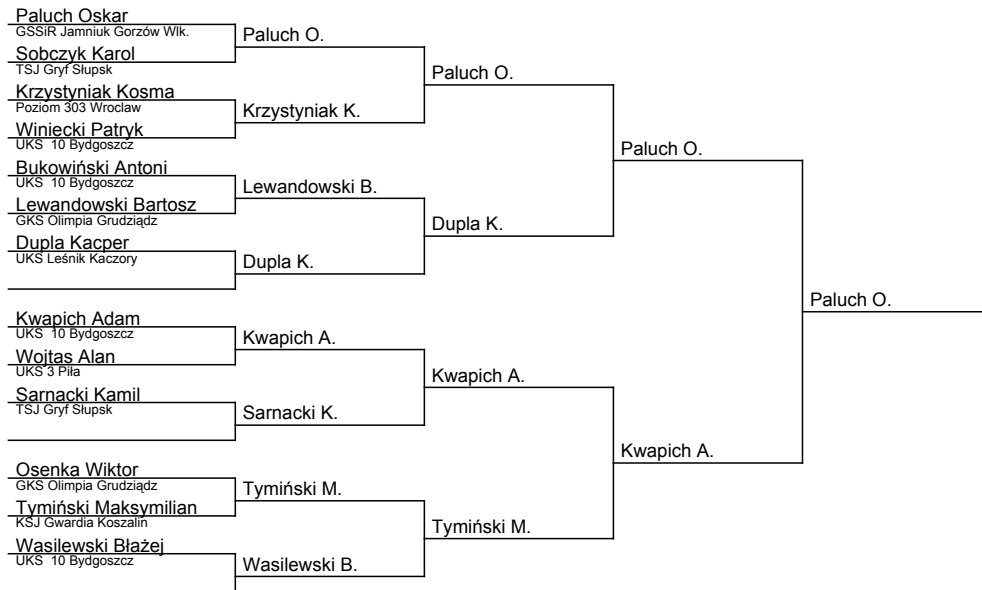 Paluch Oskar
GSSiR Jamniuk Gorzów Wlk.
Paluch O.
Sobczyk Karol
TSJ Gryf Słupsk
Paluch O.
Krzystyniak Kosma
Poziom 303 Wroclaw
Krzystyniak K.
Winiecki Patryk
UKS 10 Bydgoszcz
Paluch O.
Bukowiński Antoni
UKS 10 Bydgoszcz
Lewandowski B.
Lewandowski Bartosz
GKS Olimpia Grudziądz
Dupla K.
Dupla Kacper
UKS Leśnik Kaczory
Dupla K.
Paluch O.
Kwapich Adam
UKS 10 Bydgoszcz
Kwapich A.
Wojtas Alan
UKS 3 Piła
Kwapich A.
Sarnacki Kamil
TSJ Gryf Słupsk
Sarnacki K.
Kwapich A.
Osenka Wiktor
GKS Olimpia Grudziądz
Tymiński M.
Tymiński Maksymilian
KSJ Gwardia Koszalin
Tymiński M.
Wasilewski Błażej
UKS 10 Bydgoszcz
Wasilewski B.